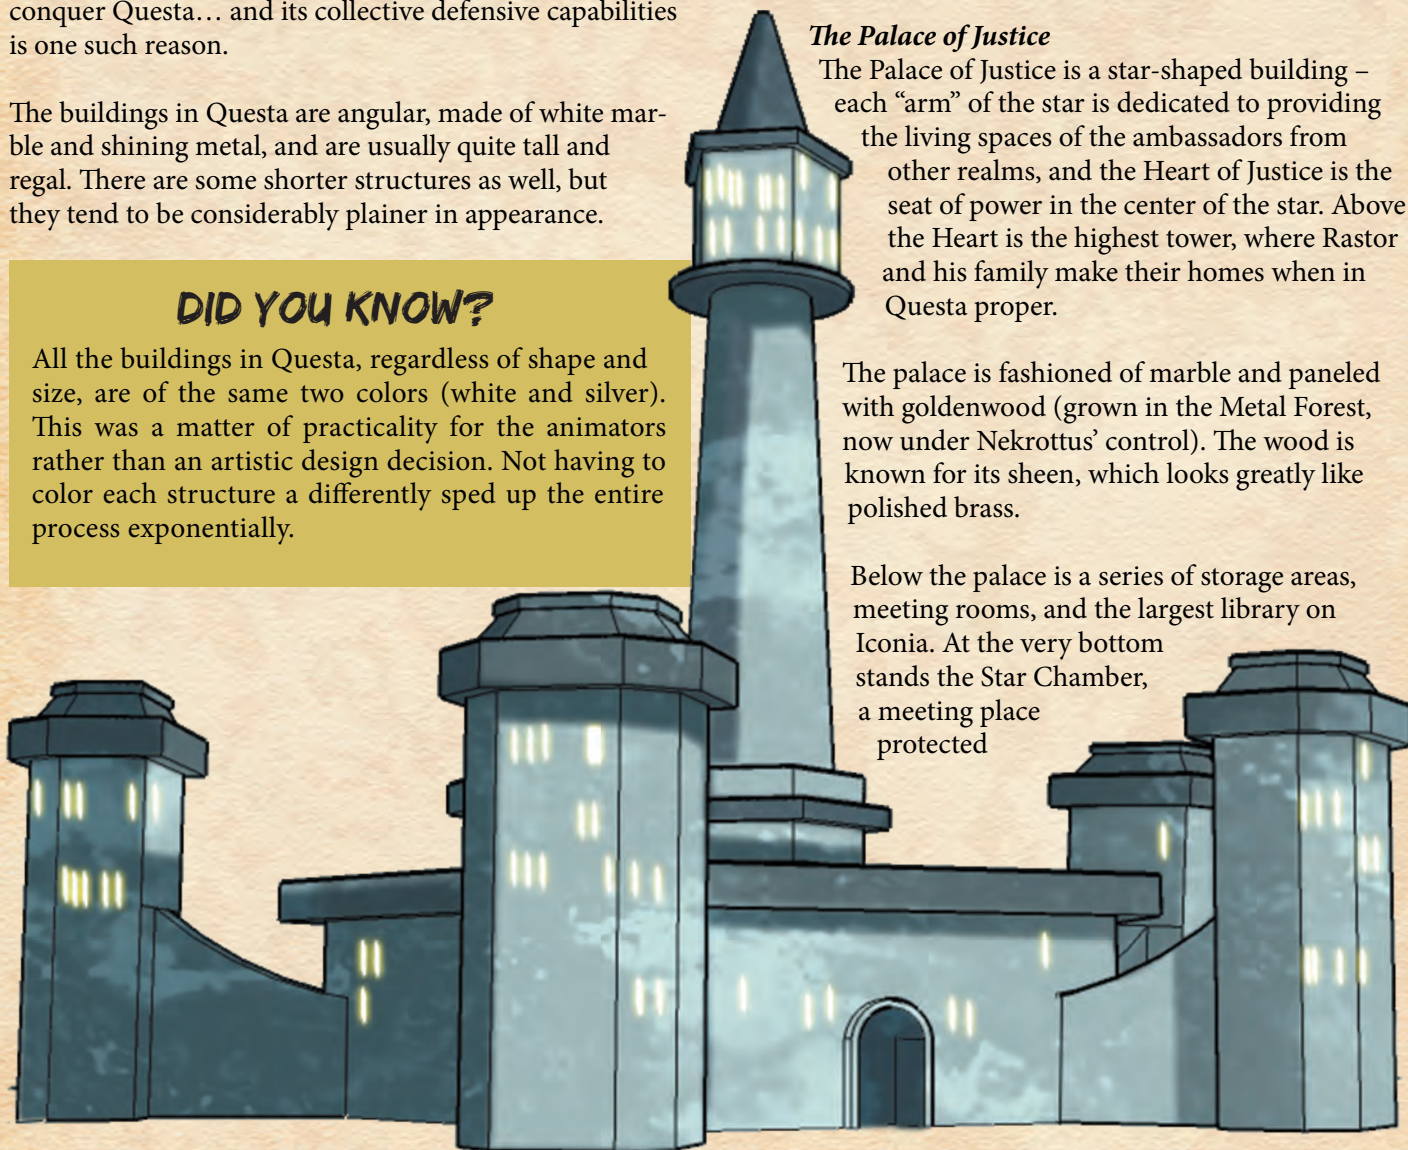 conquer Questa… and its collective defensive capabilities
is one such reason.
The buildings in Questa are angular, made of white mar-
ble and shining metal, and are usually quite tall and
regal. There are some shorter structures as well, but
they tend to be considerably plainer in appearance.
DID YOU KNOW?
All the buildings in Questa, regardless of shape and
size, are of the same two colors (white and silver).
This was a matter of practicality for the animators
rather than an artistic design decision. Not having to
color each structure a differently sped up the entire
process exponentially.
The Palace of Justice
The Palace of Justice is a star-shaped building –
each “arm” of the star is dedicated to providing
the living spaces of the ambassadors from
other realms, and the Heart of Justice is the
seat of power in the center of the star. Above
the Heart is the highest tower, where Rastor
and his family make their homes when in
Questa proper.
The palace is fashioned of marble and paneled
with goldenwood (grown in the Metal Forest,
now under Nekrottus’ control). The wood is
known for its sheen, which looks greatly like
polished brass.
Below the palace is a series of storage areas,
meeting rooms, and the largest library on
Iconia. At the very bottom
stands the Star Chamber,
a meeting place
protected